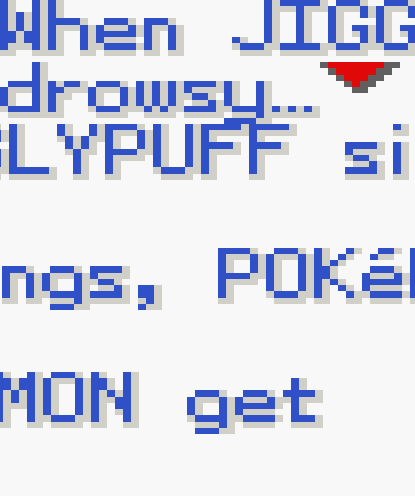 When JIGG
drowsy…
LYPUFF si
ngs, POKé
MON get